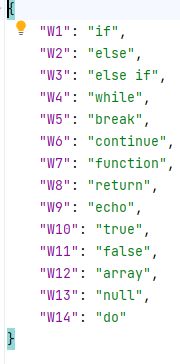 {
"W1": "if",
"W2": "else",
"W3": "else if",
"W4": "while",
"W5": "break",
"W6": "continue",
"W7": "function",
"W8": "return",
"W9": "echo",
"W10": "true",
"W11": "false",
"W12": "array",
"W13": "null",
"W14": "do"
}